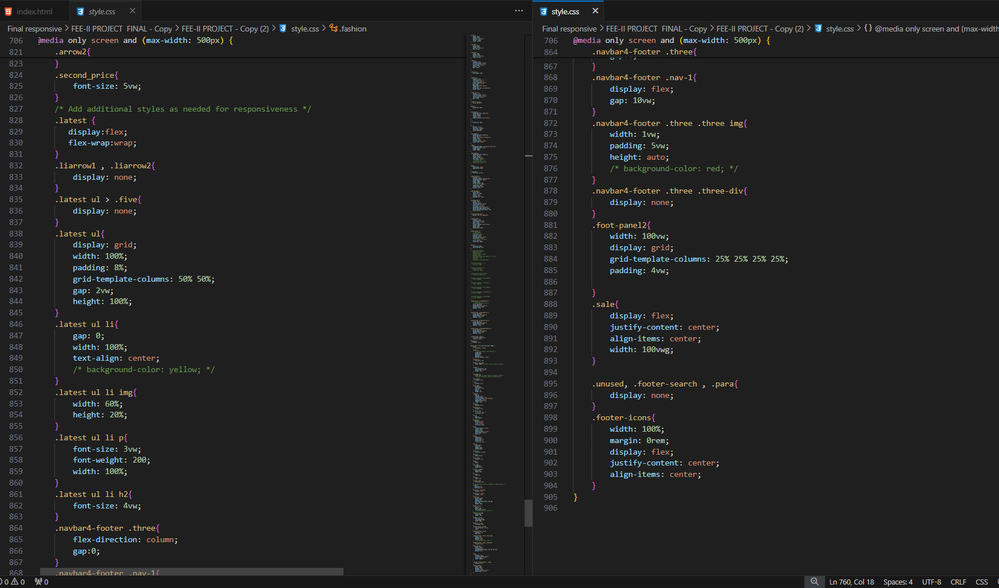 index.html
style.css
Final responsive > FEE-II PROJECT FINAL - Copy > FEE-II PROJECT - Copy (2) > style.css > .fashion
706 @media only screen and (max-width: 500px) {
821 .arrow2{
823 }
824 .second_price{
825 font-size: 5vw;
826 }
827 /* Add additional styles as needed for responsiveness */
828 .latest {
829 display:flex;
830 flex-wrap:wrap;
831 }
832 .liarrow1 , .liarrow2{
833 display: none;
834 }
835 .latest ul > .five{
836 display: none;
837 }
838 .latest ul{
839 display: grid;
840 width: 100%;
841 padding: 8%;
842 grid-template-columns: 50% 50%;
843 gap: 2vw;
844 height: 100%;
845 }
846 .latest ul li{
847 gap: 0;
848 width: 100%;
849 text-align: center;
850 /* background-color: yellow; */
851 }
852 .latest ul li img{
853 width: 60%;
854 height: 20%;
855 }
856 .latest ul li p{
857 font-size: 3vw;
858 font-weight: 200;
859 width: 100%;
860 }
861 .latest ul li h2{
862 font-size: 4vw;
863 }
864 .navbar4-footer .three{
865 flex-direction: column;
866 gap:0;
867 }
868 .navbar4-footer .nav-1{
style.css
Final responsive > FEE-II PROJECT FINAL - Copy > FEE-II PROJECT - Copy (2) > style.css > {} @media only screen and (max-width
706 @media only screen and (max-width: 500px) {
864 .navbar4-footer .three{
867 }
868 .navbar4-footer .nav-1{
869 display: flex;
870 gap: 10vw;
871 }
872 .navbar4-footer .three .three img{
873 width: 1vw;
874 padding: 5vw;
875 height: auto;
876 /* background-color: red; */
877 }
878 .navbar4-footer .three .three-div{
879 display: none;
880 }
881 .foot-panel2{
882 width: 100vw;
883 display: grid;
884 grid-template-columns: 25% 25% 25% 25%;
885 padding: 4vw;
886
887 }
888 .sale{
889 display: flex;
890 justify-content: center;
891 align-items: center;
892 width: 100vwg;
893 }
894
895 .unused, .footer-search , .para{
896 display: none;
897 }
898 .footer-icons{
899 width: 100%;
900 margin: 0rem;
901 display: flex;
902 justify-content: center;
903 align-items: center;
904 }
905 }
906
0 0 0
Ln 760, Col 18 Spaces: 4 UTF-8 CRLF CSS